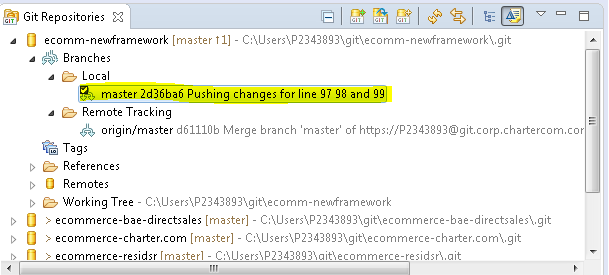 Git Repositories
GIT
GIT
GIT
ecomm-newframework [master ↑1] - C:\Users\P2343893\git\ecomm-newframework\.git
Branches
Local
master 2d36ba6 Pushing changes for line 97 98 and 99
Remote Tracking
origin/master d61110b Merge branch 'master' of https://P2343893@git.corp.chartercom.com
Tags
References
Remotes
Working Tree - C:\Users\P2343893\git\ecomm-newframework
> ecommerce-bae-directsales [master] - C:\Users\P2343893\git\ecommerce-bae-directsales\.git
> ecommerce-charter.com [master] - C:\Users\P2343893\git\ecommerce-charter.com\.git
> ecommerce-residsr [master] - C:\Users\P2343893\git\ecommerce-residsr\.git